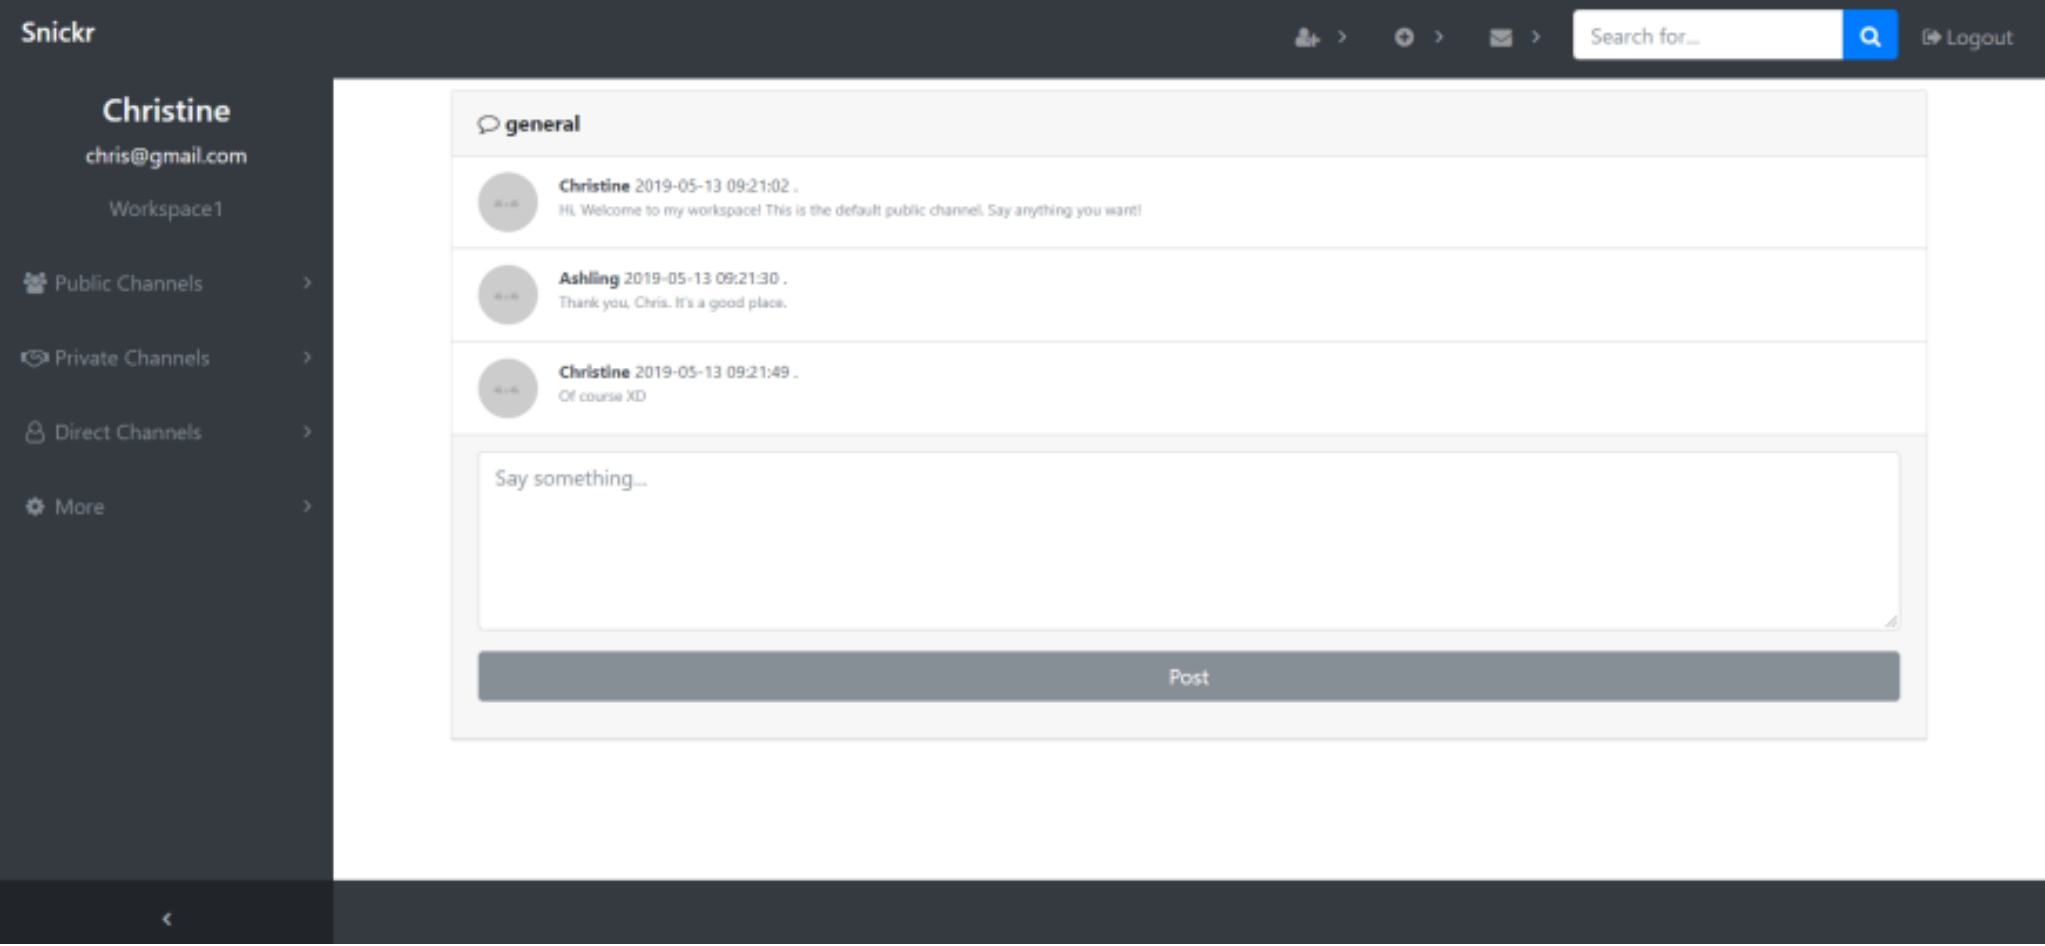 Snickr
Search for...
Logout
Christine
chris@gmail.com
Workspace1
Public Channels
Private Channels
Direct Channels
More
general
Christine 2019-05-13 09:21:02 .
Hi, Welcome to my workspace! This is the default public channel. Say anything you want!
Ashling 2019-05-13 09:21:30 .
Thank you, Chris. It's a good place.
Christine 2019-05-13 09:21:49 .
Of course XD
Say something...
Post